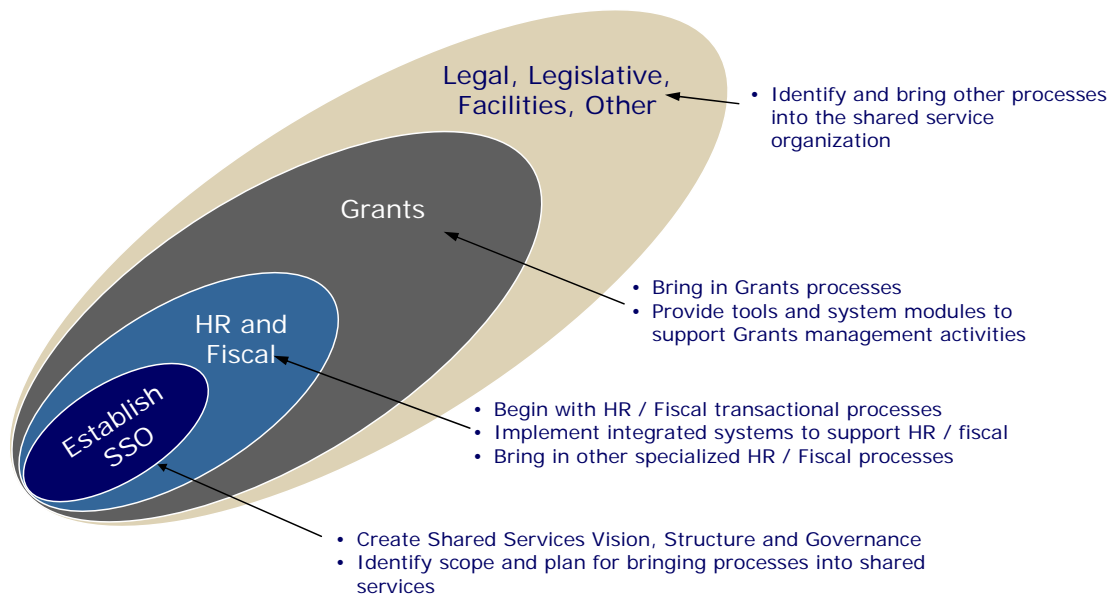 Legal, Legislative,
Facilities, Other
• Identify and bring other processes
into the shared service
organization
Grants
• Bring in Grants processes
• Provide tools and system modules to
support Grants management activities
HR and
Fiscal
• Begin with HR / Fiscal transactional processes
• Implement integrated systems to support HR / fiscal
• Bring in other specialized HR / Fiscal processes
Establish
SSO
• Create Shared Services Vision, Structure and Governance
• Identify scope and plan for bringing processes into shared
services